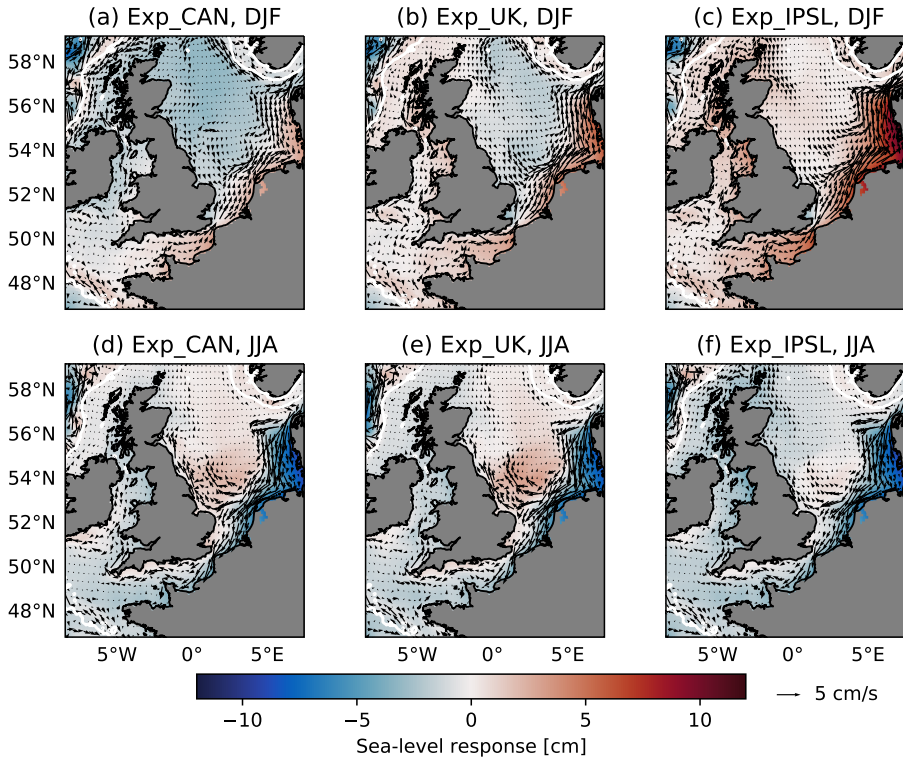 (a) Exp_CAN, DJF
(b) Exp_UK, DJF
(c) Exp_IPSL, DJF
58°N
56°N
54°N
52°N
50°N
48°N
(d) Exp_CAN, JJA
(e) Exp_UK, JJA
(f) Exp_IPSL, JJA
58°N
56°N
54°N
52°N
50°N
48°N
5°W 0° 5°E
5°W 0° 5°E
5°W 0° 5°E
5 cm/s
−10 −5 0 5 10
Sea-level response [cm]